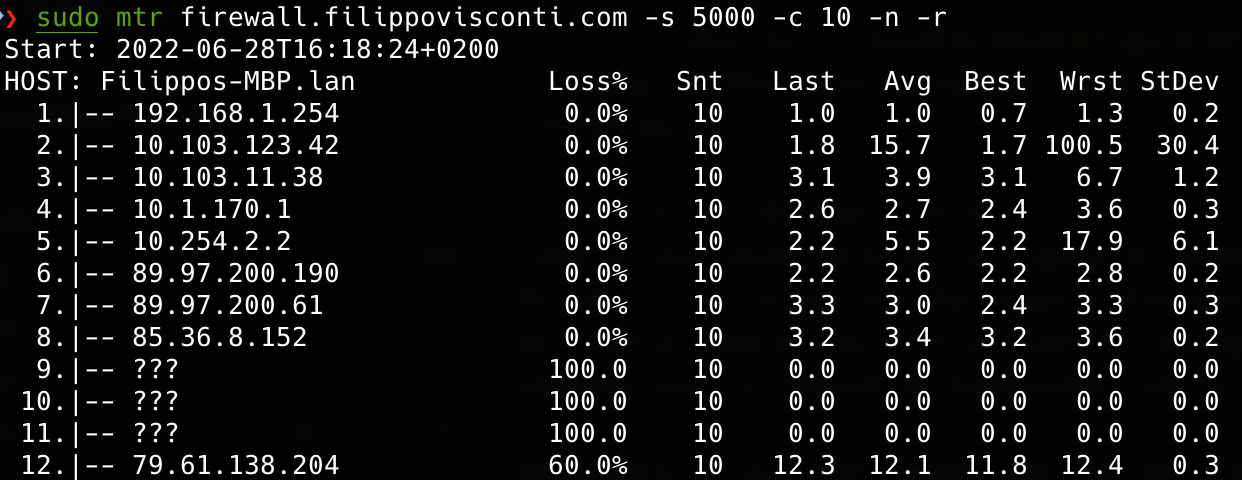 ❯ sudo mtr firewall.filippovisconti.com -s 5000 -c 10 -n -r
Start: 2022-06-28T16:18:24+0200
HOST: Filippos-MBP.lan Loss% Snt Last Avg Best Wrst StDev
1.|-- 192.168.1.254 0.0% 10 1.0 1.0 0.7 1.3 0.2
2.|-- 10.103.123.42 0.0% 10 1.8 15.7 1.7 100.5 30.4
3.|-- 10.103.11.38 0.0% 10 3.1 3.9 3.1 6.7 1.2
4.|-- 10.1.170.1 0.0% 10 2.6 2.7 2.4 3.6 0.3
5.|-- 10.254.2.2 0.0% 10 2.2 5.5 2.2 17.9 6.1
6.|-- 89.97.200.190 0.0% 10 2.2 2.6 2.2 2.8 0.2
7.|-- 89.97.200.61 0.0% 10 3.3 3.0 2.4 3.3 0.3
8.|-- 85.36.8.152 0.0% 10 3.2 3.4 3.2 3.6 0.2
9.|-- ??? 100.0 10 0.0 0.0 0.0 0.0 0.0
10.|-- ??? 100.0 10 0.0 0.0 0.0 0.0 0.0
11.|-- ??? 100.0 10 0.0 0.0 0.0 0.0 0.0
12.|-- 79.61.138.204 60.0% 10 12.3 12.1 11.8 12.4 0.3